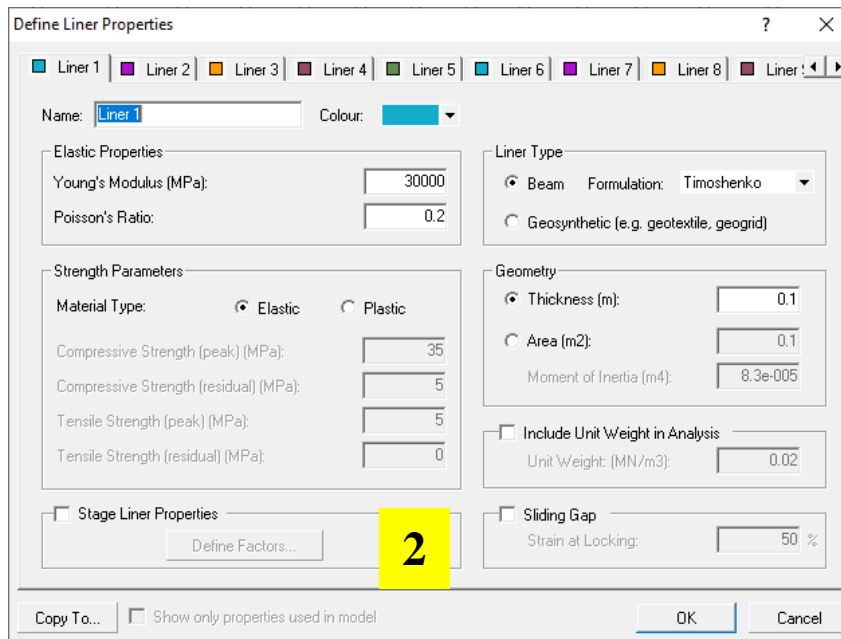 Define Liner Properties ?
Liner 1 Liner 2 Liner 3 Liner 4 Liner 5 Liner 6 Liner 7 Liner 8 Liner
Name: Liner 1 Colour:
Elastic Properties
Young's Modulus (MPa): 30000
Poisson's Ratio: 0.2
Liner Type
Beam Formulation: Timoshenko
Geosynthetic (e.g. geotextile, geogrid)
Strength Parameters
Material Type: Elastic Plastic
Compressive Strength (peak) (MPa): 35
Compressive Strength (residual) (MPa): 5
Tensile Strength (peak) (MPa): 5
Tensile Strength (residual) (MPa): 0
Geometry
Thickness (m): 0.1
Area (m2): 0.1
Moment of Inertia (m4): 8.3e-005
Include Unit Weight in Analysis
Unit Weight: (MN/m3): 0.02
Stage Liner Properties
Define Factors...
2
Sliding Gap
Strain at Locking: 50 %
Copy To... Show only properties used in model OK Cancel